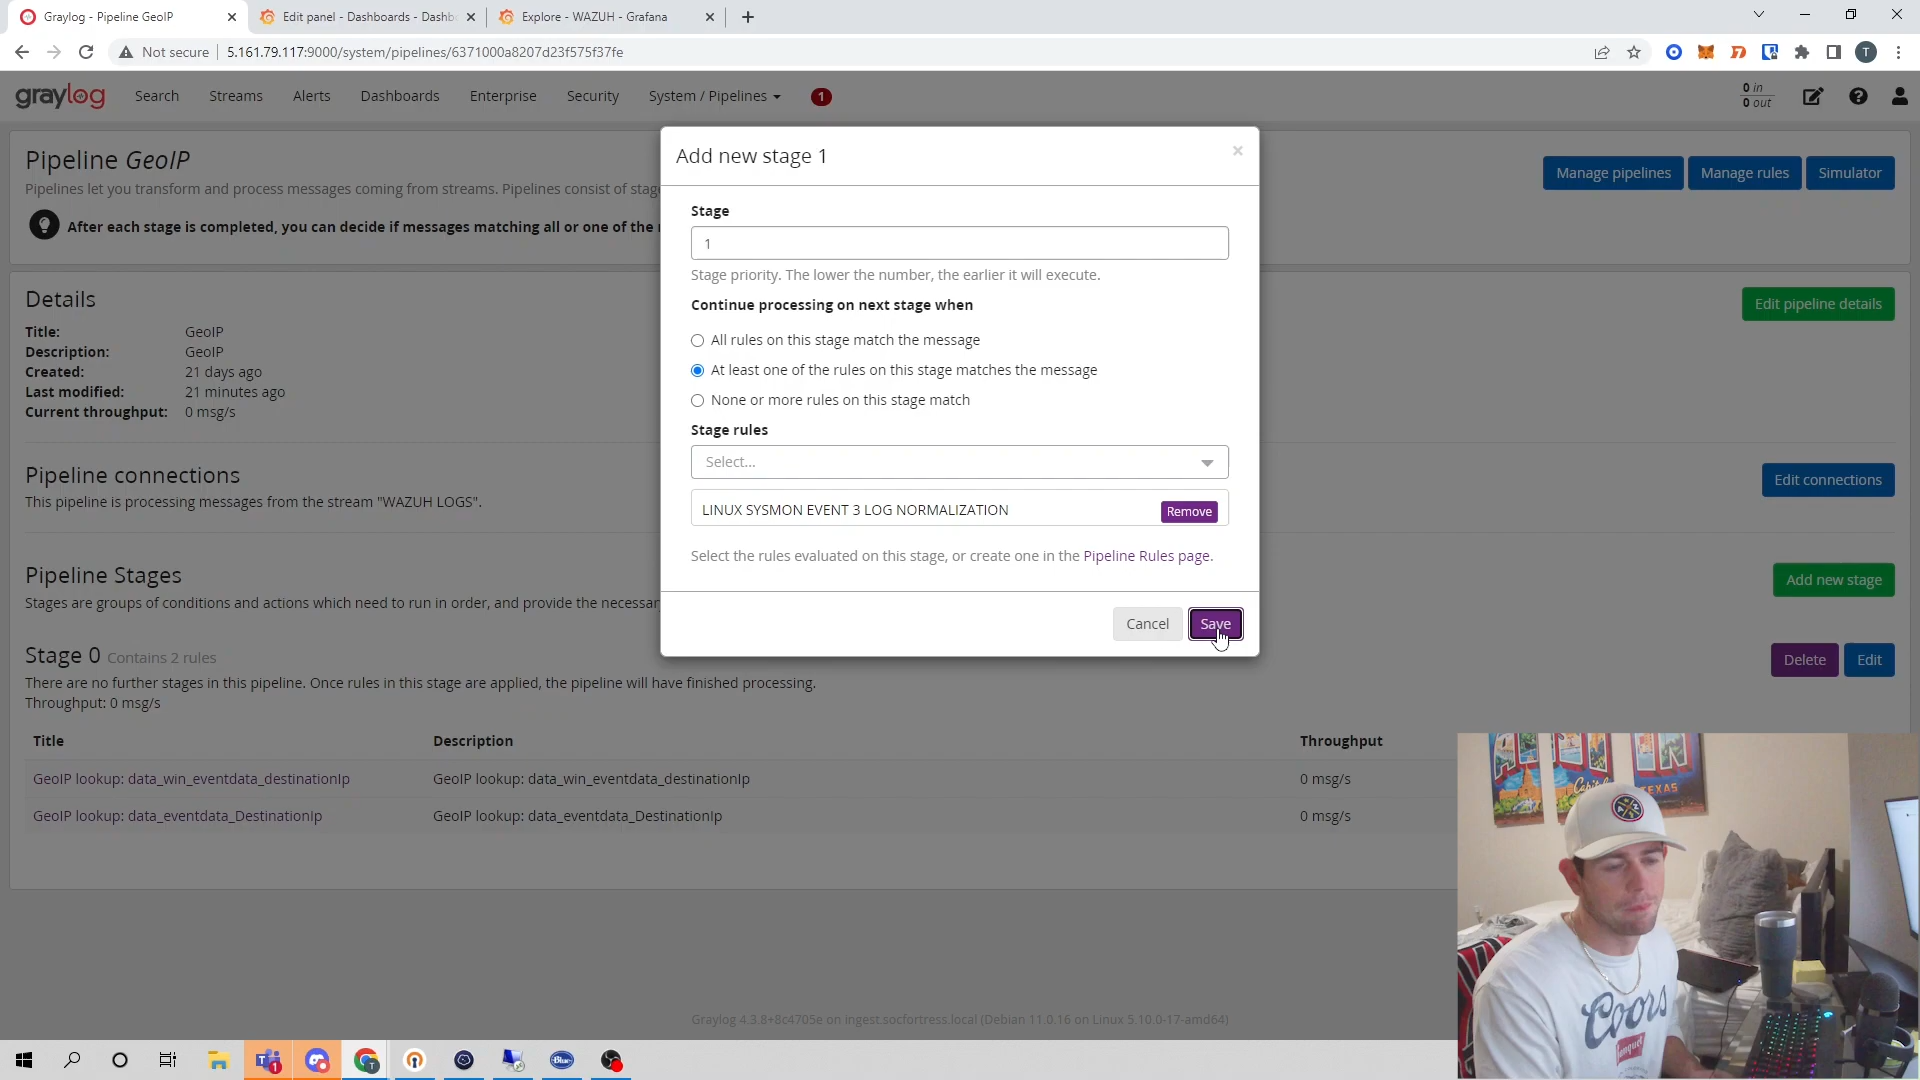 Graylog - Pipeline GeoIP
Edit panel - Dashboards - Dashb
Explore - WAZUH - Grafana
Not secure
5.161.79.117:9000/system/pipelines/6371000a8207d23f575f37fe
T
graylog
Search
Streams
Alerts
Dashboards
Enterprise
Security
System / Pipelines
1
0 in
0 out
Pipeline GeoIP
Pipelines let you transform and process messages coming from streams. Pipelines consist of stag
After each stage is completed, you can decide if messages matching all or one of the
Manage pipelines
Manage rules
Simulator
Details
Edit pipeline details
Title: GeoIP
Description: GeoIP
Created: 21 days ago
Last modified: 21 minutes ago
Current throughput: 0 msg/s
Pipeline connections
This pipeline is processing messages from the stream "WAZUH LOGS".
Edit connections
Pipeline Stages
Stages are groups of conditions and actions which need to run in order, and provide the necessar
Add new stage
Stage 0 Contains 2 rules
There are no further stages in this pipeline. Once rules in this stage are applied, the pipeline will have finished processing.
Throughput: 0 msg/s
Delete
Edit
Title Description Throughput
GeoIP lookup: data_win_eventdata_destinationIp GeoIP lookup: data_win_eventdata_destinationIp 0 msg/s
GeoIP lookup: data_eventdata_DestinationIp GeoIP lookup: data_eventdata_DestinationIp 0 msg/s
Add new stage 1
Stage
1
Stage priority. The lower the number, the earlier it will execute.
Continue processing on next stage when
All rules on this stage match the message
At least one of the rules on this stage matches the message
None or more rules on this stage match
Stage rules
Select...
LINUX SYSMON EVENT 3 LOG NORMALIZATION
Remove
Select the rules evaluated on this stage, or create one in the Pipeline Rules page.
Cancel
Save
Graylog 4.3.8+8c4705e on ingest.socfortress.local (Debian 11.0.16 on Linux 5.10.0-17-amd64)
Coors
Banquet